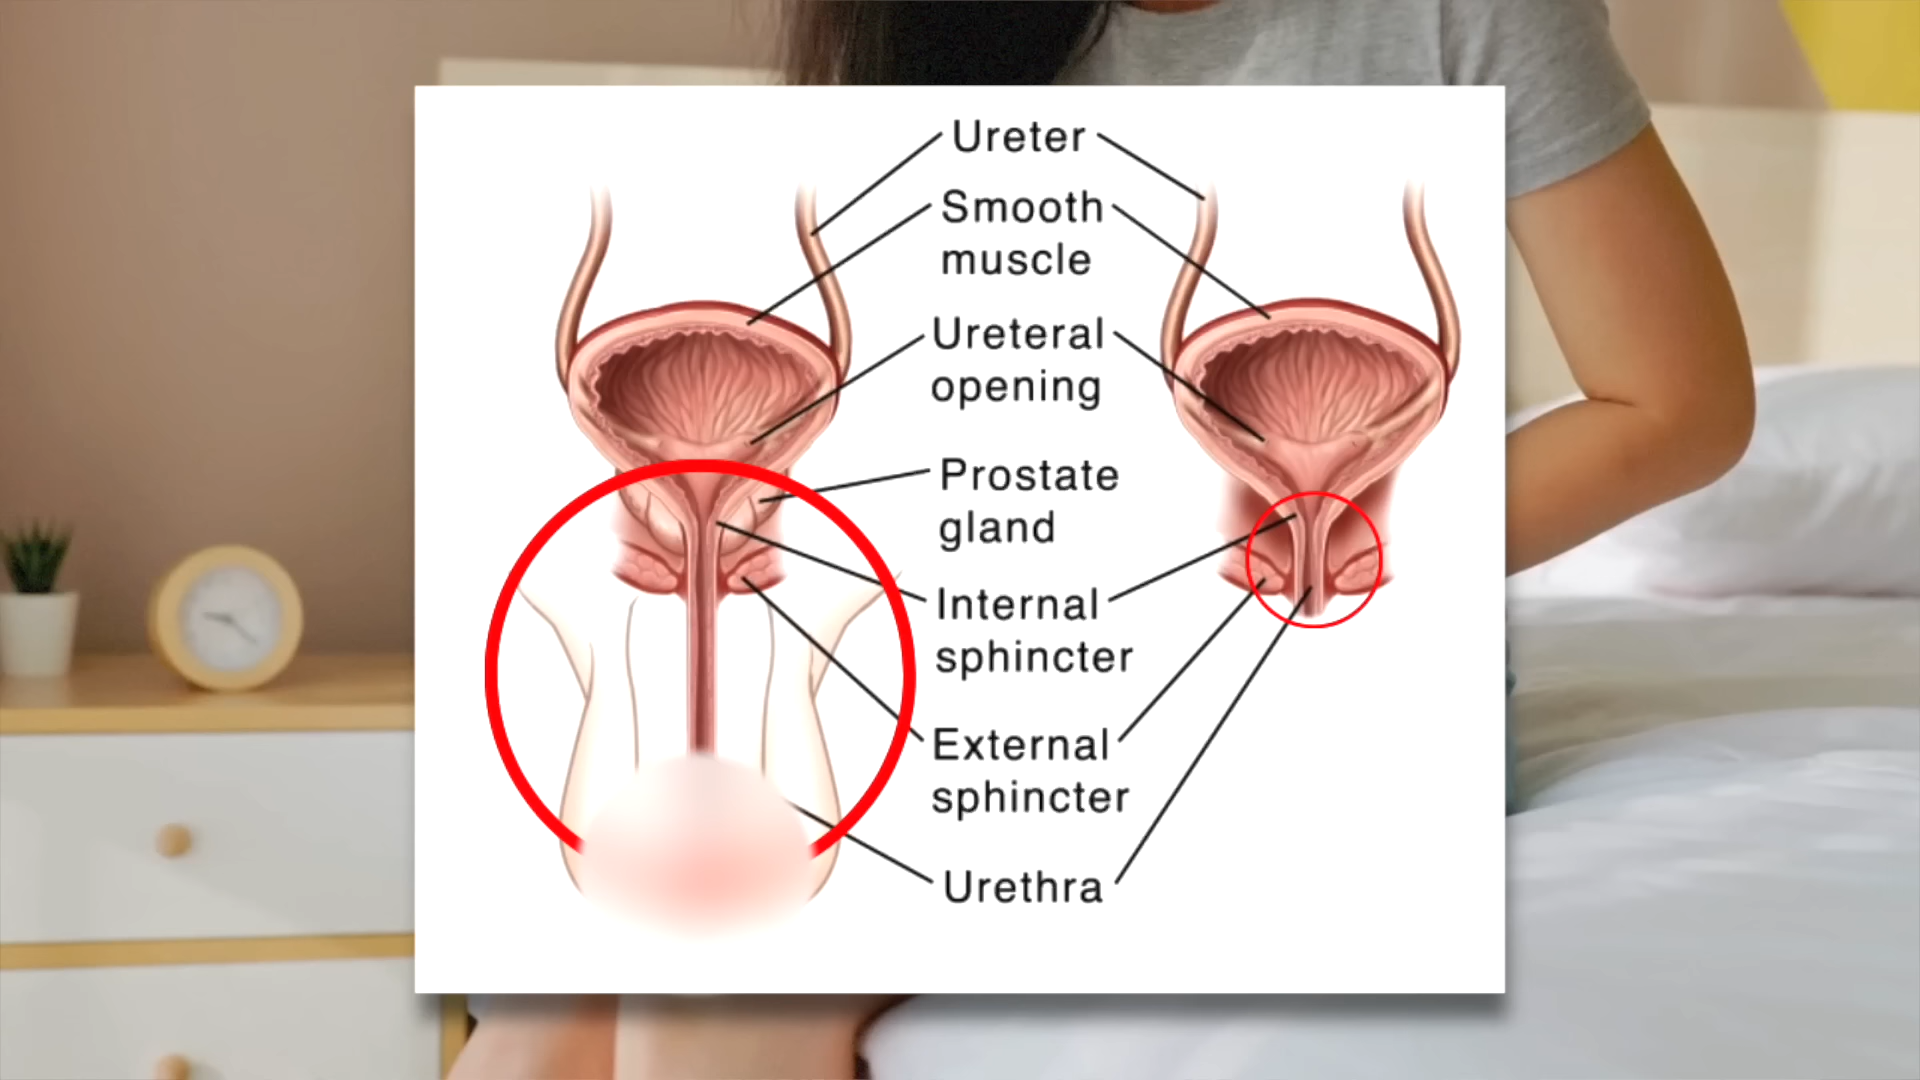 Ureter
Smooth
muscle
Ureteral
opening
Prostate
gland
Internal
sphincter
External
sphincter
Urethra